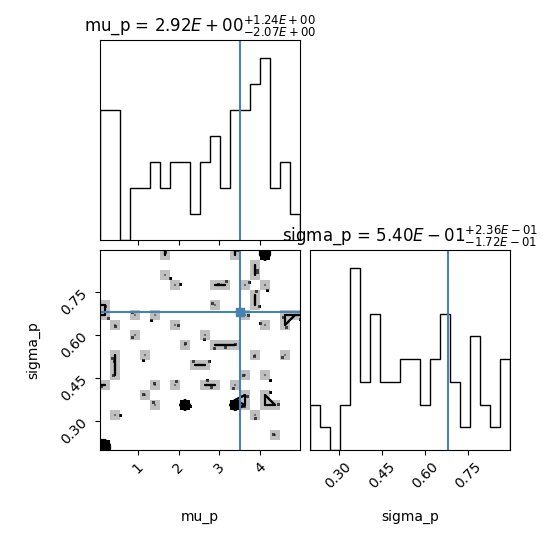 mu_p = 2.92E + 00+1.24E+00−2.07E+00
sigma_p = 5.40E − 01+2.36E−01−1.72E−01
sigma_p
0.75
0.60
0.45
0.30
1 2 3 4
mu_p
0.30 0.45 0.60 0.75
sigma_p